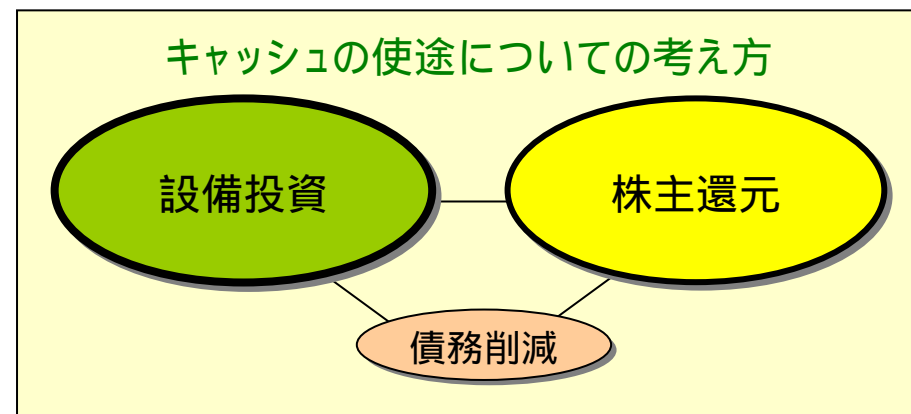 キャッシュの使途についての考え方
設備投資
株主還元
債務削減